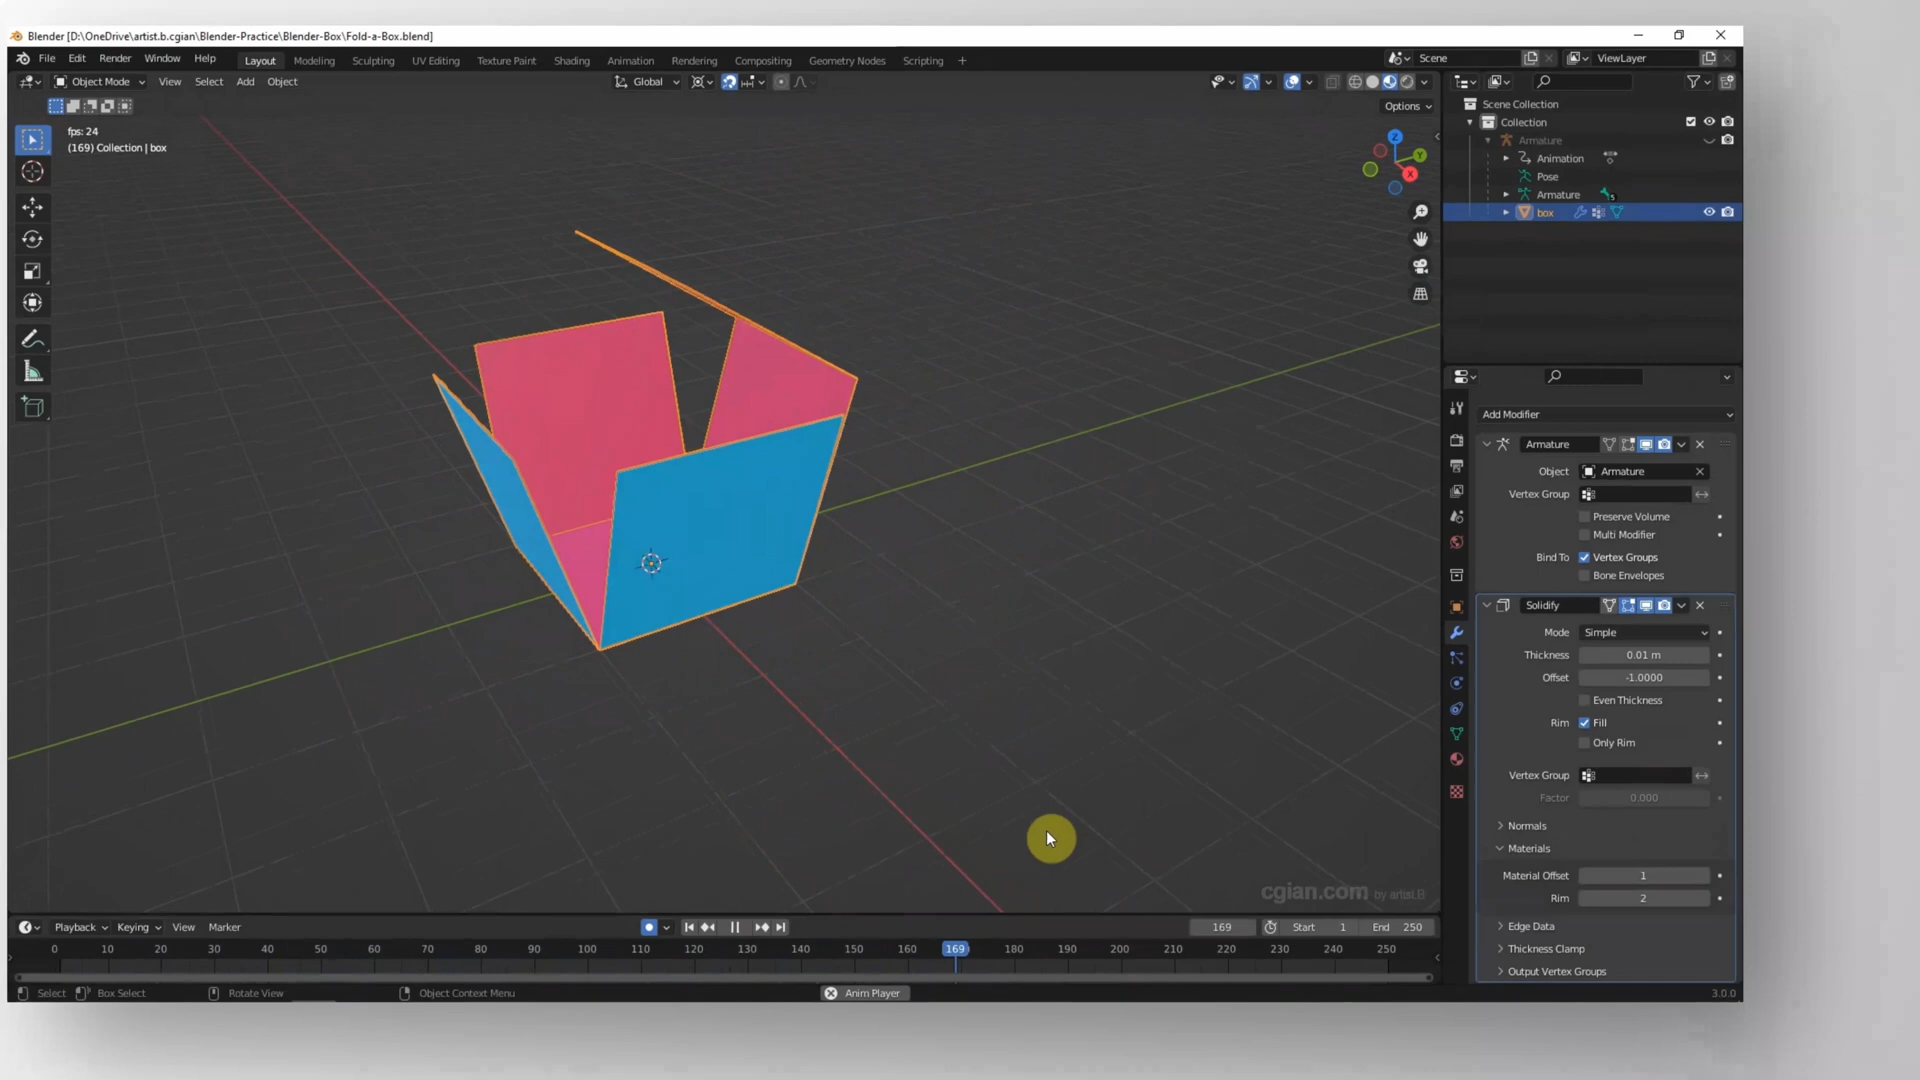 Blender [D:\OneDrive\artist.b.cgian\Blender-Practice\Blender-Box\Fold-a-Box.blend]
File Edit Render Window Help Layout Modeling Sculpting UV Editing Texture Paint Shading Animation Rendering Compositing Geometry Nodes Scripting + Scene ViewLayer
Object Mode View Select Add Object Global
Options
fps: 24
(169) Collection | box
Z
Y
X
Scene Collection
Collection
Armature
Animation
Pose
Armature 5
box
Add Modifier
Armature
Object Armature
Vertex Group
Preserve Volume
Multi Modifier
Bind To Vertex Groups
Bone Envelopes
Solidify
Mode Simple
Thickness 0.01 m
Offset -1.0000
Even Thickness
Rim Fill
Only Rim
Vertex Group
Factor 0.000
Normals
Materials
Material Offset 1
Rim 2
Edge Data
Thickness Clamp
Output Vertex Groups
cgian.com by artist.B
Playback Keying View Marker 169 Start 1 End 250
0 10 20 30 40 50 60 70 80 90 100 110 120 130 140 150 160 169 180 190 200 210 220 230 240 250
Select Box Select Rotate View Object Context Menu Anim Player 3.0.0